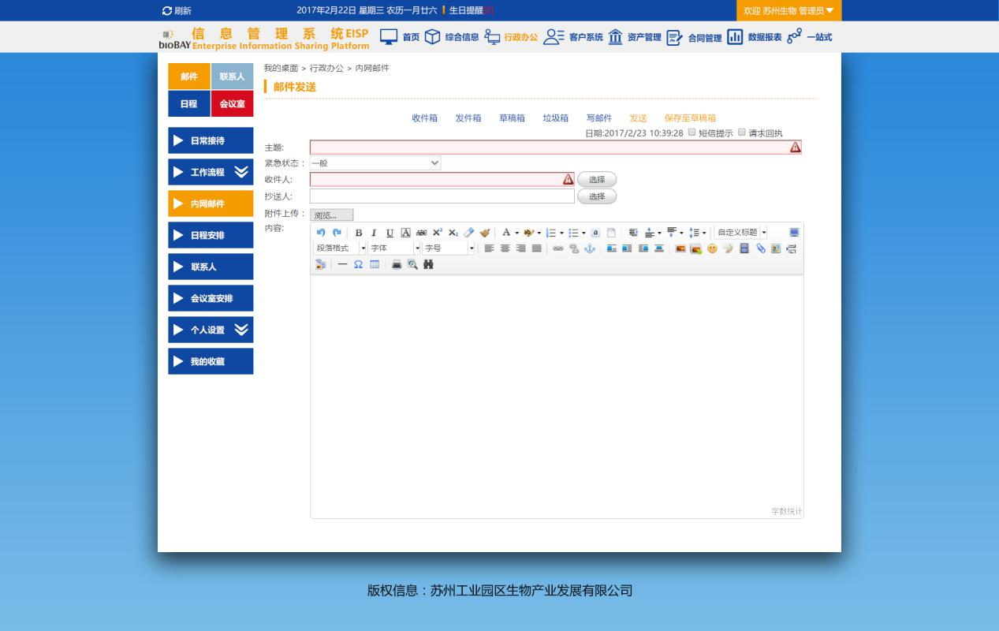 刷新 2017年2月22日 星期三 农历一月廿六 生日提醒[0] 欢迎 苏州生物 管理员
bioBAY 信息管理系统EISP
Enterprise Information Sharing Platform
首页 综合信息 行政办公 客户系统 资产管理 合同管理 数据报表 一站式
邮件 联系人
日程 会议室
日常接待
工作流程
内网邮件
日程安排
联系人
会议室安排
个人设置
我的收藏
我的桌面 > 行政办公 > 内网邮件
邮件发送
收件箱 发件箱 草稿箱 垃圾箱 写邮件 发送 保存至草稿箱
日期:2017/2/23 10:39:28 短信提示 请求回执
主题:
紧急状态: 一般
收件人: 选择
抄送人: 选择
附件上传: 浏览...
内容:
自定义标题
段落格式 字体 字号
字数统计
版权信息:苏州工业园区生物产业发展有限公司